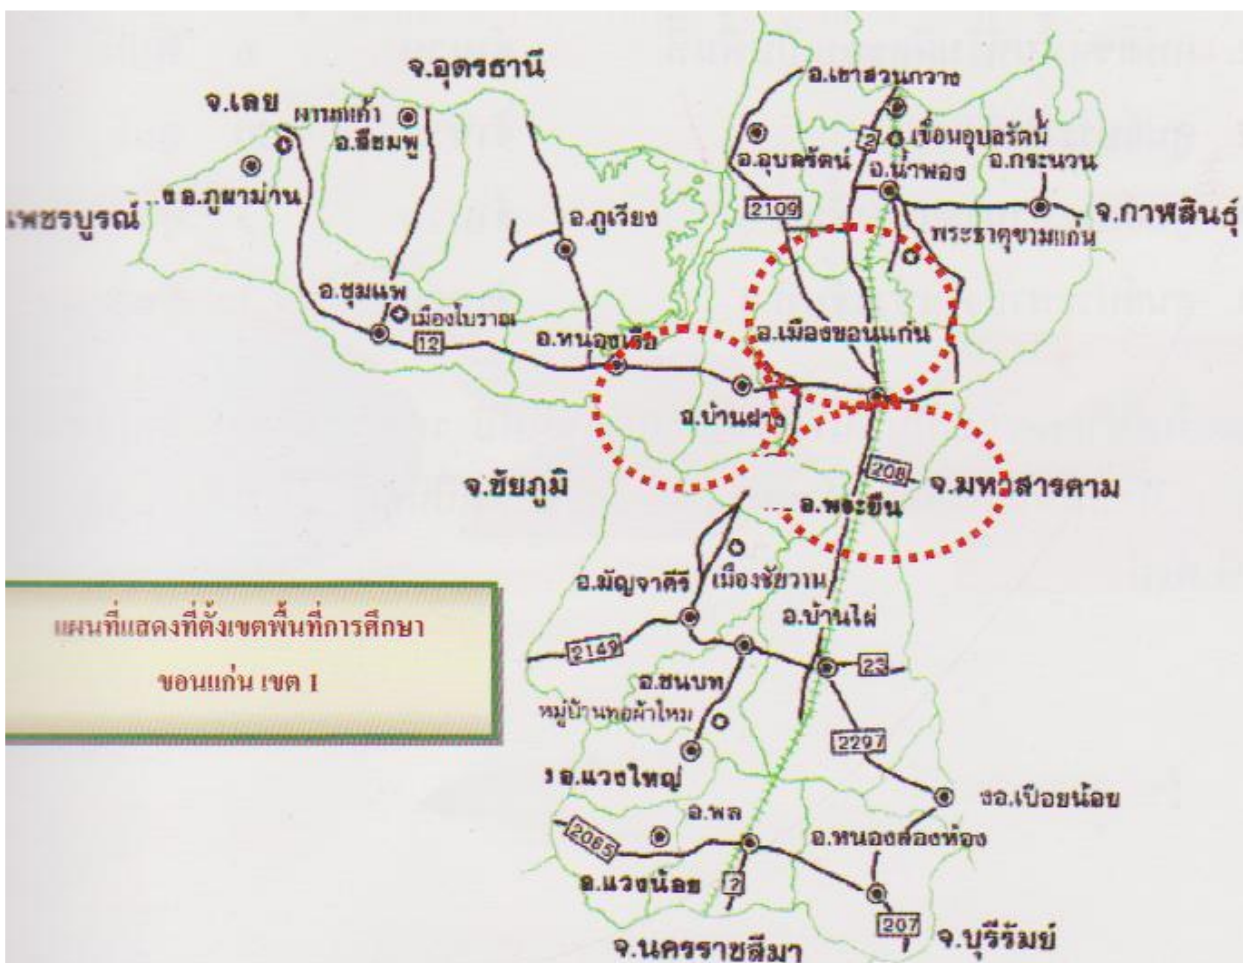 จ.อุดรธานี
อ.เขาสวนกวาง
จ.เลย
ผานกเค้า
อ.สีชมพู
2
เขื่อนอุบลรัตน์
อ.อุบลรัตน์
อ.น้ำพอง
อ.กระนวน
อ.ภูผาม่าน
2109
เพชรบูรณ์
อ.ภูเวียง
จ.กาฬสินธุ์
พระธาตุขามแก่น
อ.ชุมแพ
เมืองโบราณ
12
อ.หนองเรือ
อ.เมืองขอนแก่น
อ.บ้านฝาง
208
จ.ชัยภูมิ
จ.มหาสารคาม
อ.พระยืน
อ.มัญจาคีรี
เมืองชัยวาน
แผนที่แสดงที่ตั้งเขตพื้นที่การศึกษา
ขอนแก่น เขต 1
อ.บ้านไผ่
2149
23
อ.ชนบท
หมู่บ้านทอผ้าไหม
2297
อ.แวงใหญ่
งอ.เปือยน้อย
อ.พล
2065
อ.หนองสองห้อง
อ.แวงน้อย
2
207
จ.บุรีรัมย์
จ.นครราชสีมา